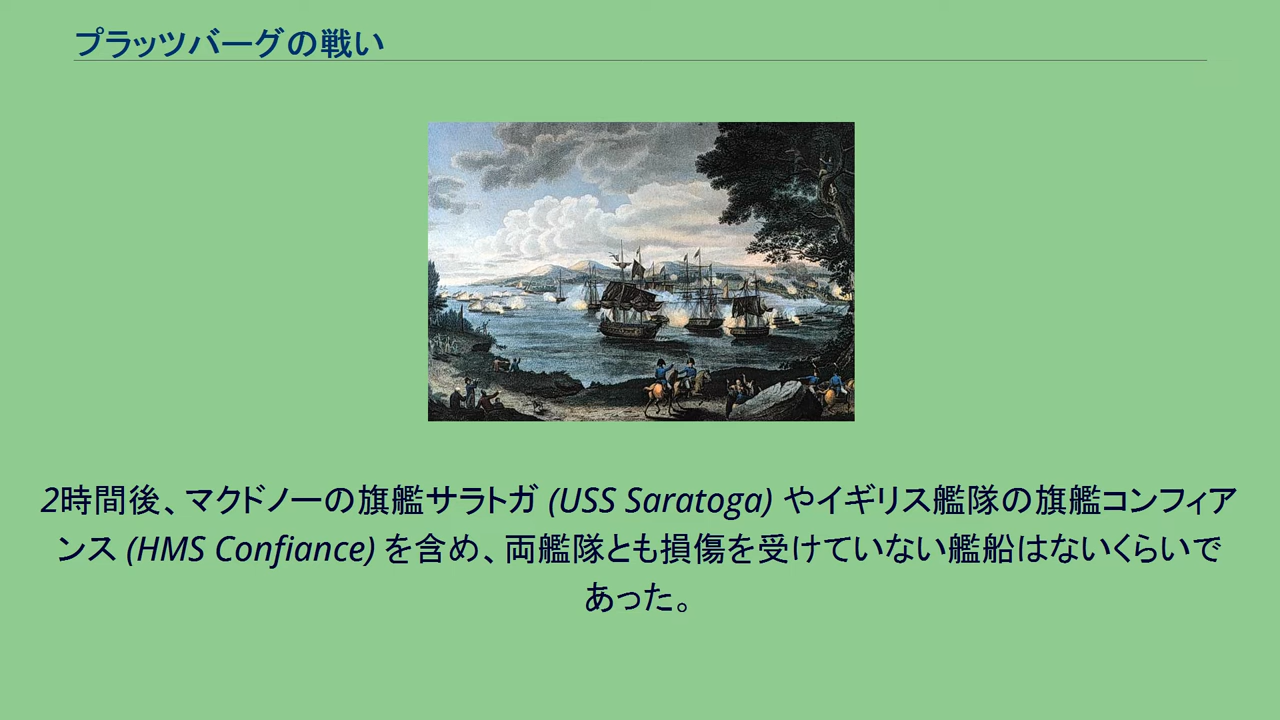 プラッツバーグの戦い
2時間後、マクドノーの旗艦サラトガ (USS Saratoga) やイギリス艦隊の旗艦コンフィア
ンス (HMS Confiance) を含め、両艦隊とも損傷を受けていない艦船はないくらいで
あった。